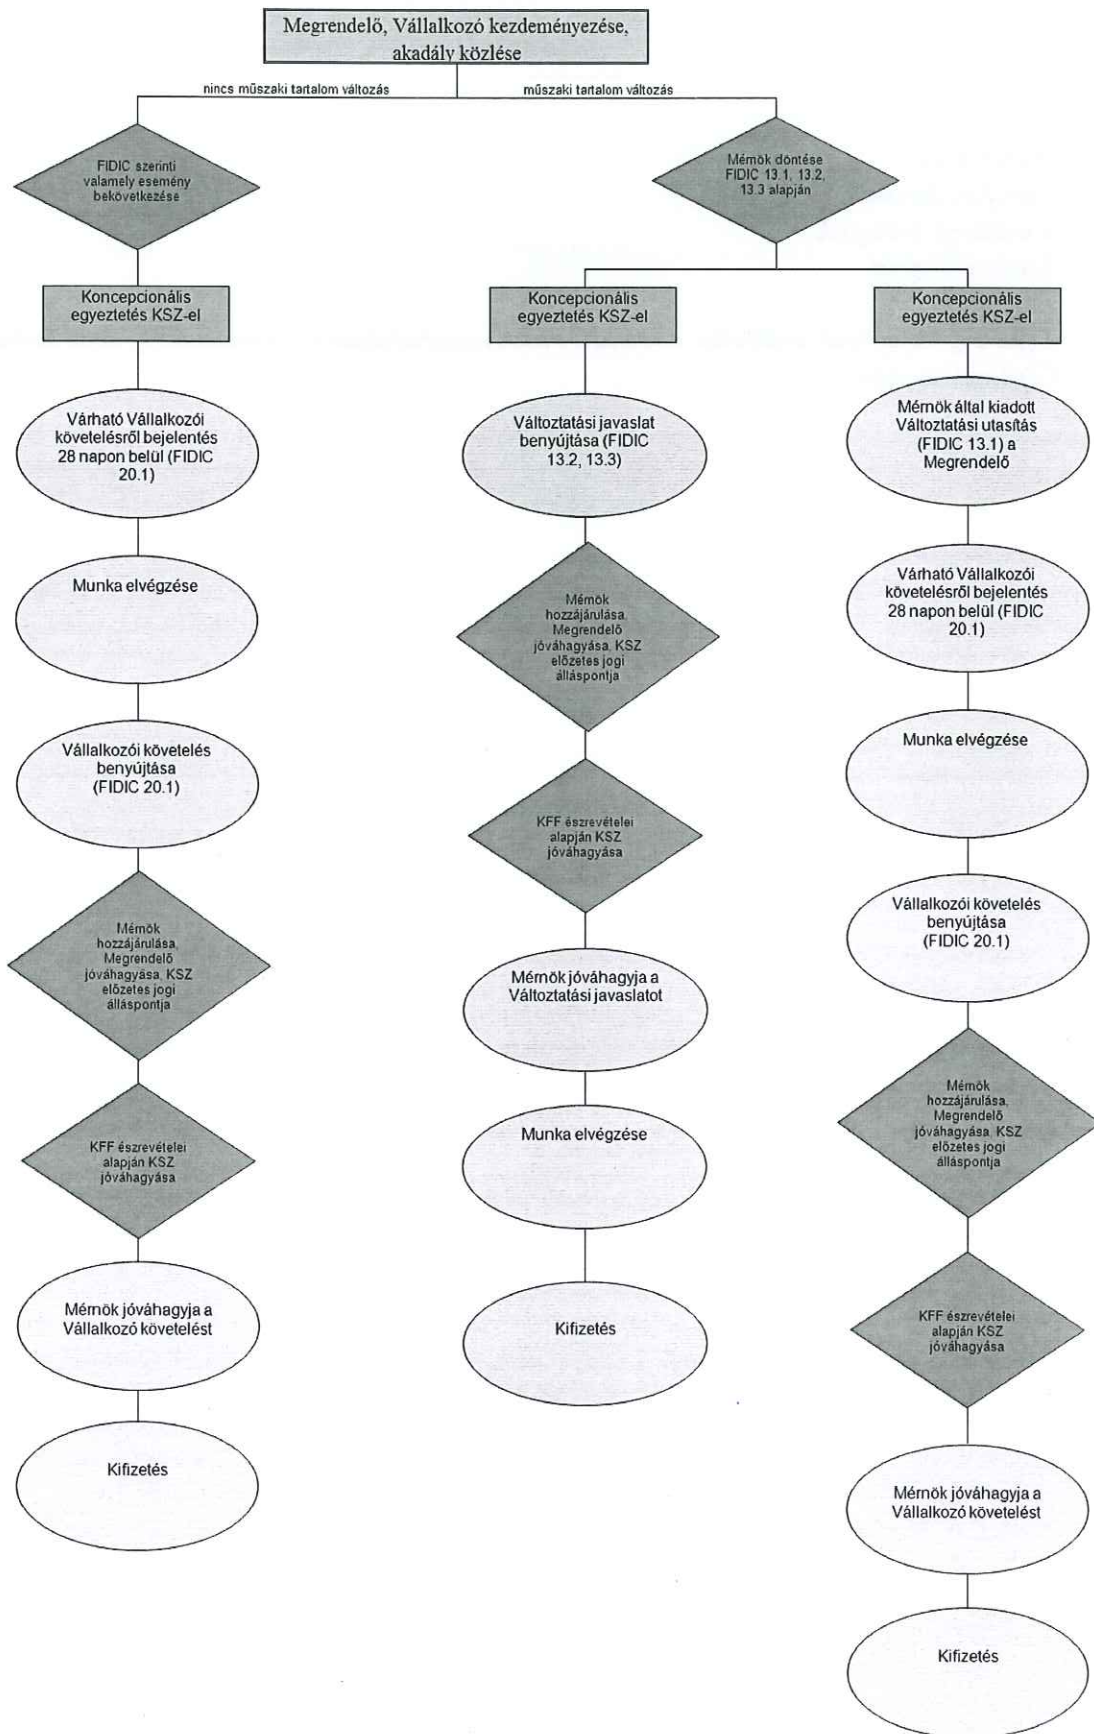 Megrendelő, Vállalkozó kezdeményezése,
akadály közlése
nincs műszaki tartalom változás
műszaki tartalom változás
FIDIC szerinti
valamely esemény
bekövetkezése
Koncepcionális
egyeztetés KSZ-el
Várható Vállalkozói
követelésről bejelentés
28 napon belül (FIDIC
20.1)
Munka elvégzése
Vállalkozói követelés
benyújtása
(FIDIC 20.1)
Mérnök
hozzájárulása,
Megrendelő
jóváhagyása, KSZ
előzetes jogi
álláspontja
KFF észrevételei
alapján KSZ
jóváhagyása
Mérnök jóváhagyja a
Vállalkozó követelést
Kifizetés
Mérnök döntése
FIDIC 13.1, 13.2,
13.3 alapján
Koncepcionális
egyeztetés KSZ-el
Változtatási javaslat
benyújtása (FIDIC
13.2, 13.3)
Mérnök
hozzájárulása,
Megrendelő
jóváhagyása, KSZ
előzetes jogi
álláspontja
KFF észrevételei
alapján KSZ
jóváhagyása
Mérnök jóváhagyja a
Változtatási javaslatot
Munka elvégzése
Kifizetés
Koncepcionális
egyeztetés KSZ-el
Mérnök által kiadott
Változtatási utasítás
(FIDIC 13.1) a
Megrendelő
Várható Vállalkozói
követelésről bejelentés
28 napon belül (FIDIC
20.1)
Munka elvégzése
Vállalkozói követelés
benyújtása
(FIDIC 20.1)
Mérnök
hozzájárulása,
Megrendelő
jóváhagyása, KSZ
előzetes jogi
álláspontja
KFF észrevételei
alapján KSZ
jóváhagyása
Mérnök jóváhagyja a
Vállalkozó követelést
Kifizetés